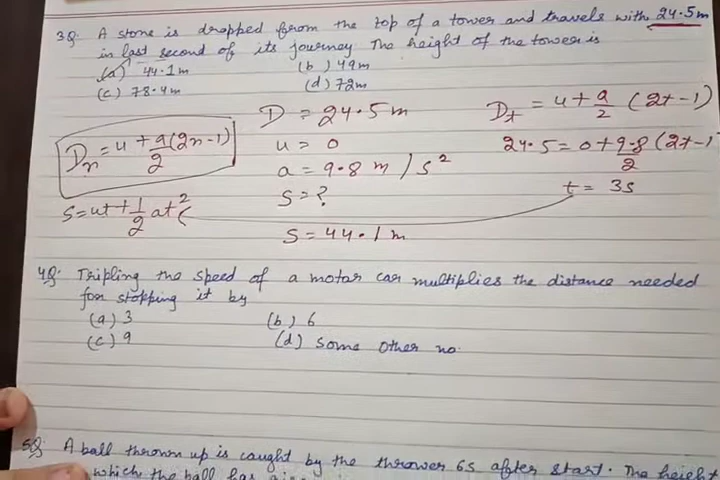 3Q. A stone is dropped from the top of a tower and travels with 24.5m
in last second of its journey The height of the tower is
(a) 44.1m (b) 49m
(c) 78.4m (d) 72m
D = 24.5m
u = 0
a = 9.8 m/s²
s = ?
s = 44.1m
Dₙ = u + a(2n-1)/2
s = ut + 1/2 at²
Dₜ = u + a/2 (2t-1)
24.5 = 0 + 9.8/2 (2t-1
t = 3s
4Q. Tripling the speed of a motar car multiplies the distance needed
for stopping it by
(a) 3 (b) 6
(c) 9 (d) some other no.
5Q. A ball thrown up is caught by the thrower 6s after start. The height
which the ball has